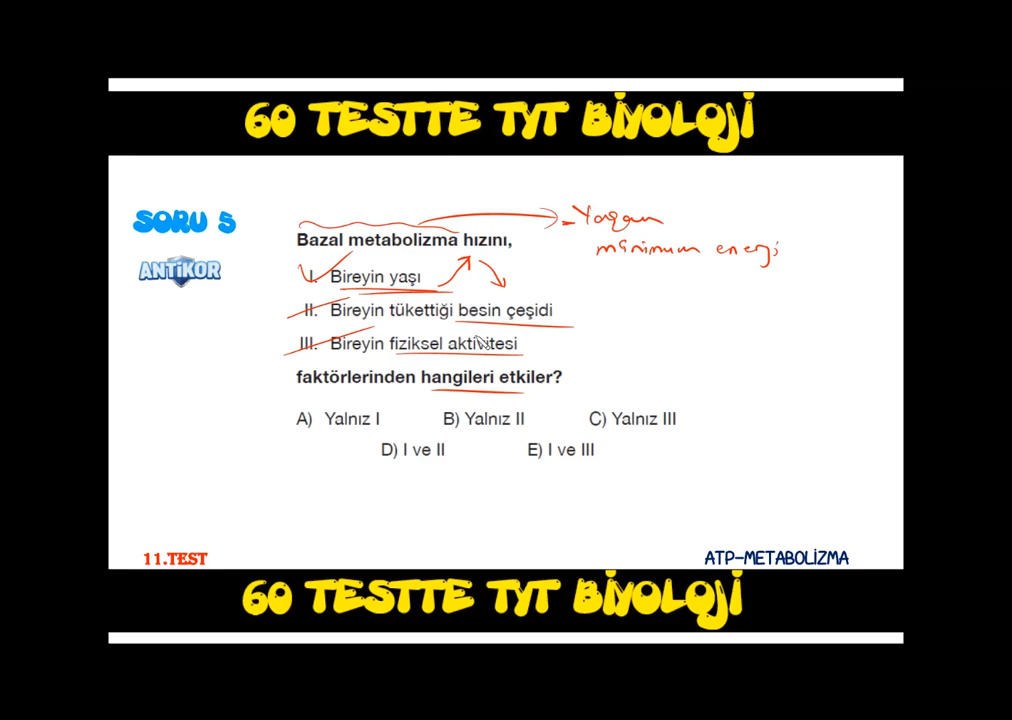 60 TESTTE TYT BİYOLOJİ
SORU 5
ANTİKOR
Bazal metabolizma hızını,
minimum energi
I. Bireyin yaşı
II. Bireyin tükettiği besin çeşidi
III. Bireyin fiziksel aktivitesi
faktörlerinden hangileri etkiler?
A) Yalnız I B) Yalnız II C) Yalnız III
D) I ve II E) I ve III
11.TEST
ATP-METABOLİZMA
60 TESTTE TYT BİYOLOJİ